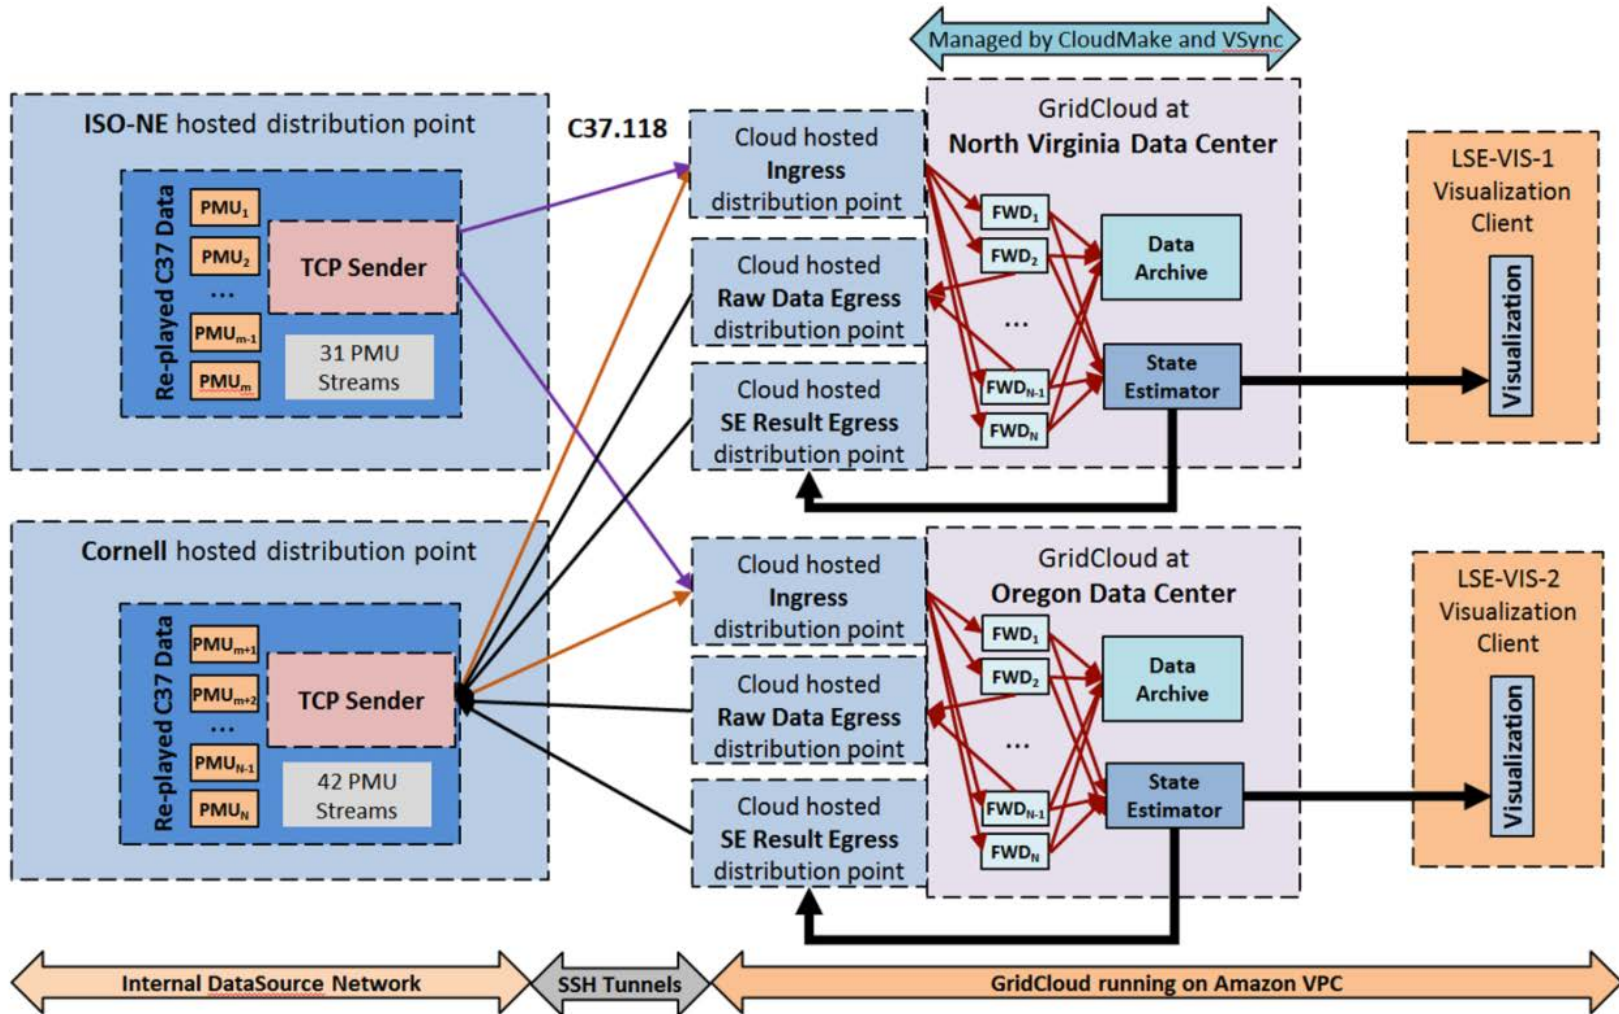 Managed by CloudMake and VSync
ISO-NE hosted distribution point
Re-played C37 Data
PMU1
PMU2
...
PMUm-1
PMUm
TCP Sender
31 PMU
Streams
C37.118
Cloud hosted
Ingress
distribution point
Cloud hosted
Raw Data Egress
distribution point
Cloud hosted
SE Result Egress
distribution point
GridCloud at
North Virginia Data Center
FWD1
FWD2
...
FWDN-1
FWDN
Data
Archive
State
Estimator
LSE-VIS-1
Visualization
Client
Visualization
Cornell hosted distribution point
Re-played C37 Data
PMUm+1
PMUm+2
...
PMUN-1
PMUN
TCP Sender
42 PMU
Streams
Cloud hosted
Ingress
distribution point
Cloud hosted
Raw Data Egress
distribution point
Cloud hosted
SE Result Egress
distribution point
GridCloud at
Oregon Data Center
FWD1
FWD2
...
FWDN-1
FWDN
Data
Archive
State
Estimator
LSE-VIS-2
Visualization
Client
Visualization
Internal DataSource Network
SSH Tunnels
GridCloud running on Amazon VPC